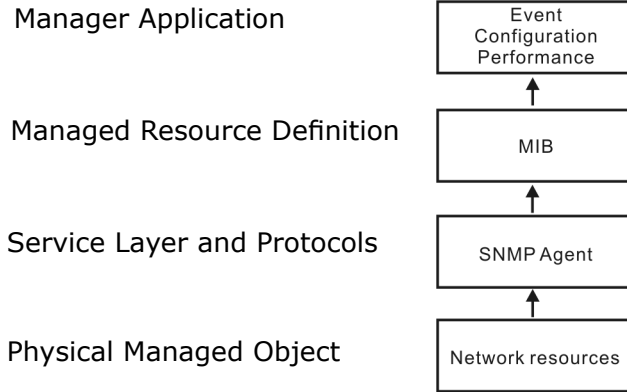 Manager Application
Event
Configuration
Performance
Managed Resource Definition
MIB
Service Layer and Protocols
SNMP Agent
Physical Managed Object
Network resources